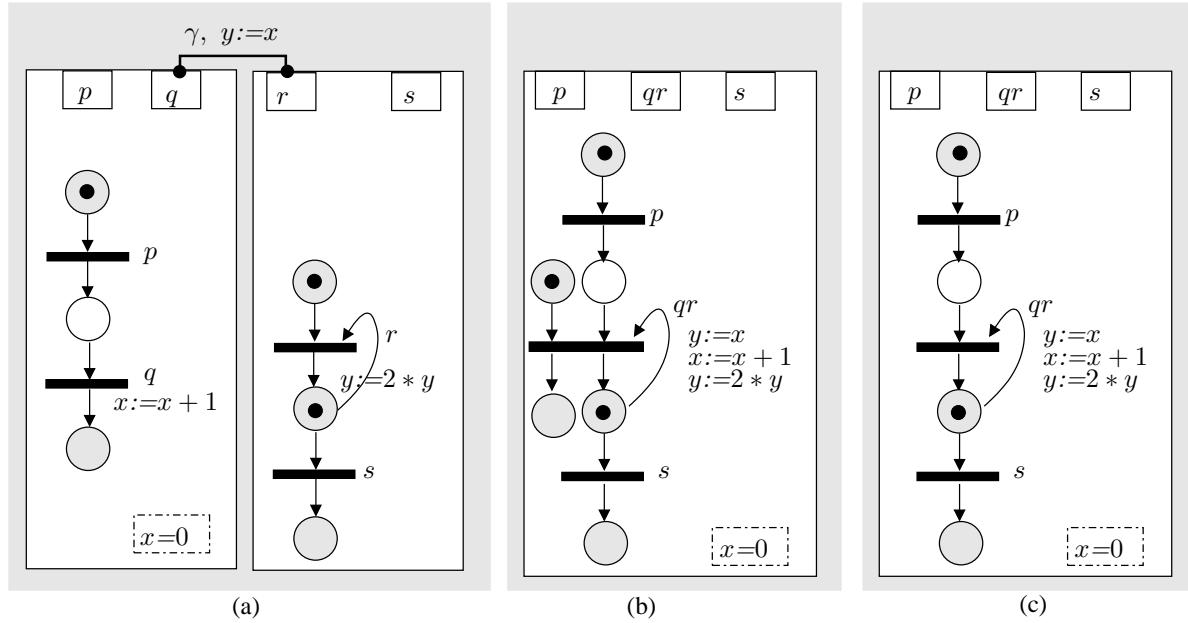 γ, y:=x
p q r s
p
q
x:=x + 1
r
y:=2 ∗ y
s
x=0
(a)
p qr s
p
qr
y:=x
x:=x + 1
y:=2 ∗ y
s
x=0
(b)
p qr s
p
qr
y:=x
x:=x + 1
y:=2 ∗ y
s
x=0
(c)